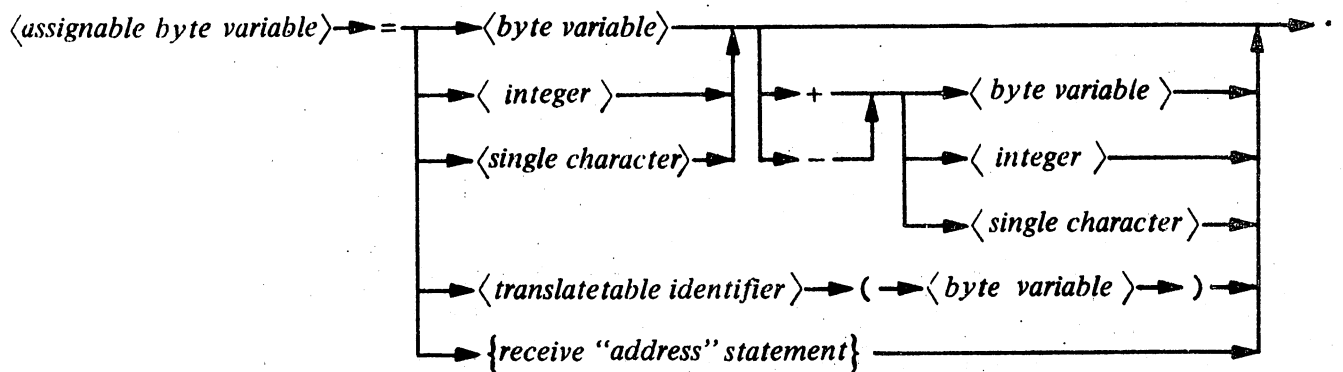 ⟨assignable byte variable⟩ = ⟨byte variable⟩ .
⟨ integer ⟩ + ⟨ byte variable ⟩
⟨single character⟩ - ⟨ integer ⟩
⟨ single character ⟩
⟨translatetable identifier ⟩ ( ⟨byte variable ⟩ )
{receive “address” statement}